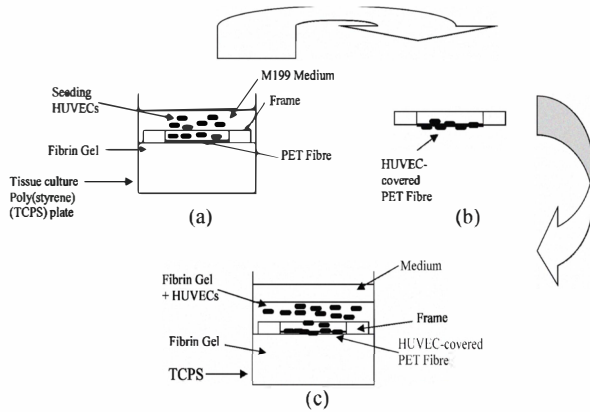 M199 Medium
Seeding
HUVECs
Frame
Fibrin Gel
PET Fibre
Tissue culture
Poly(styrene)
(TCPS) plate
(a)
HUVEC-
covered
PET Fibre
(b)
Medium
Fibrin Gel
+ HUVECs
Frame
Fibrin Gel
HUVEC-covered
PET Fibre
TCPS
(c)